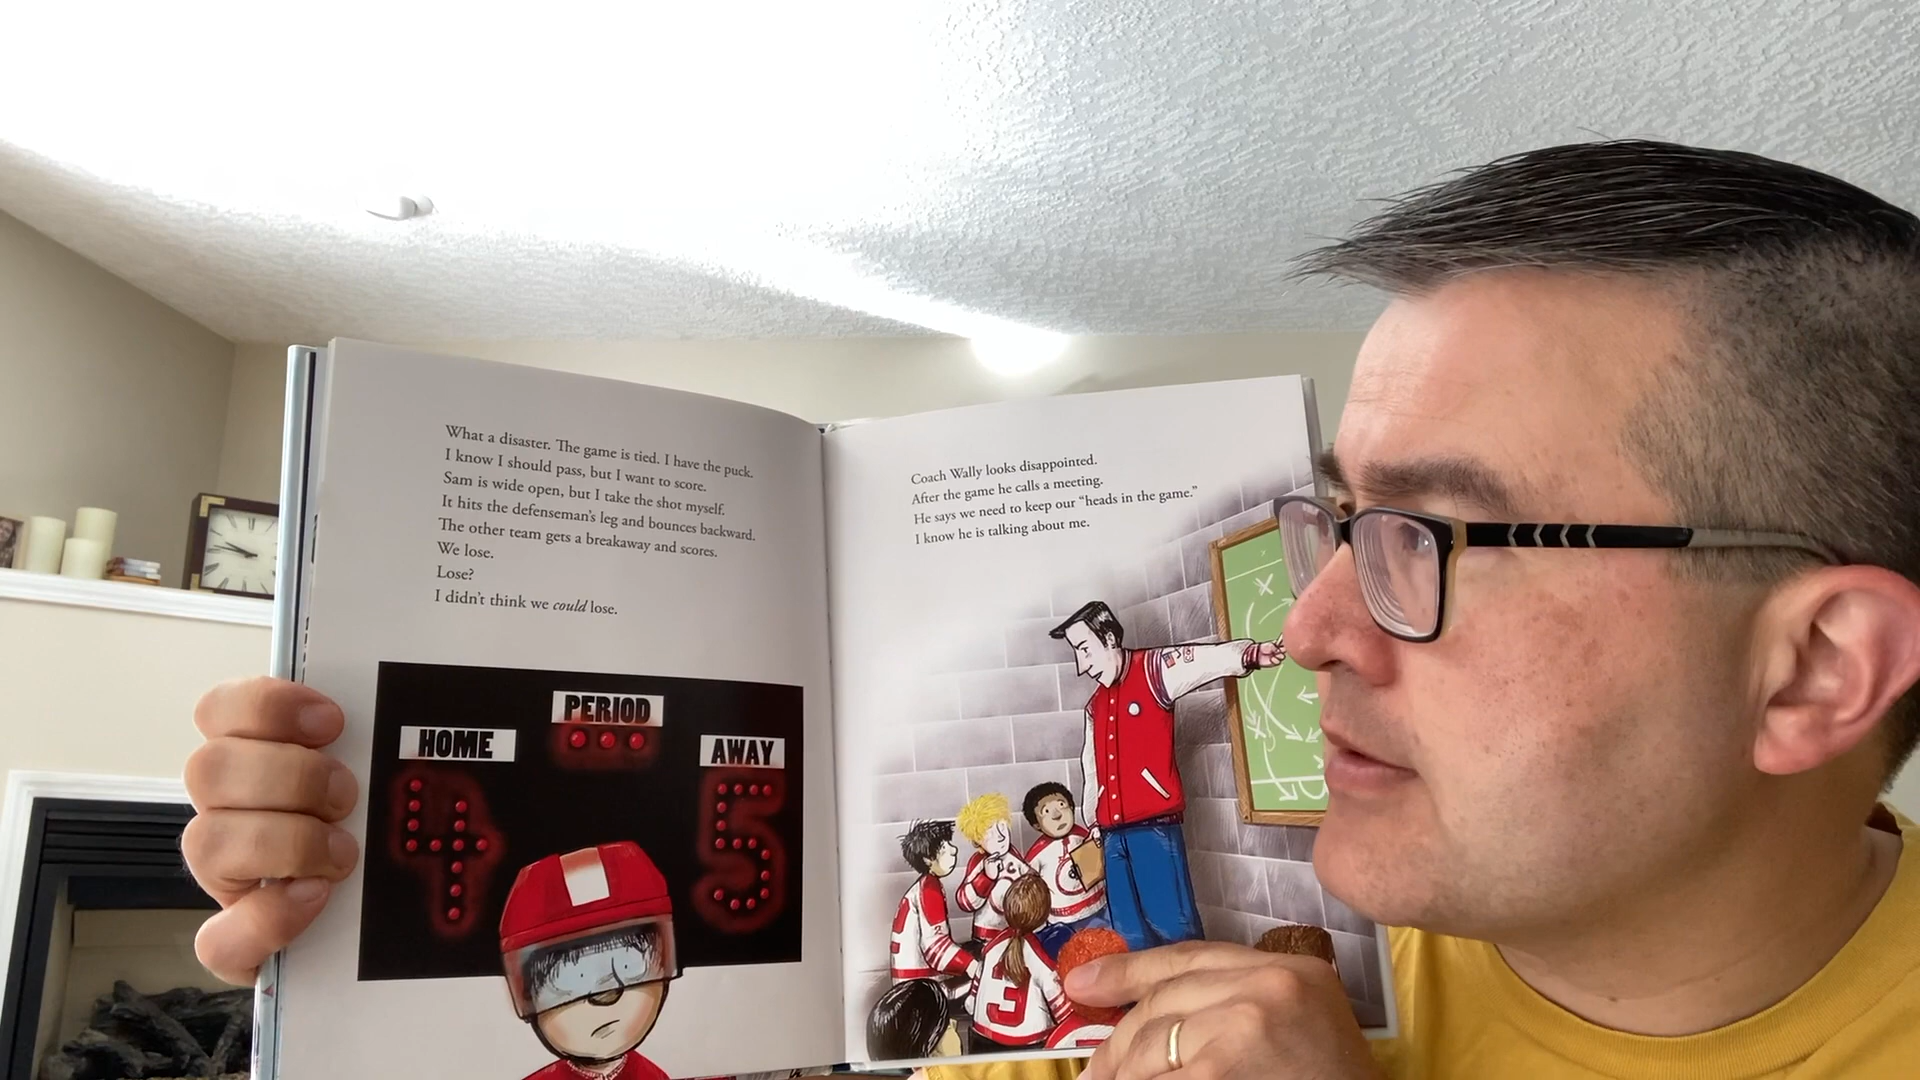 What a disaster. The game is tied. I have the puck.
I know I should pass, but I want to score.
Sam is wide open, but I take the shot myself.
It hits the defenseman's leg and bounces backward.
The other team gets a breakaway and scores.
We lose.
Lose?
I didn't think we could lose.
PERIOD
HOME
AWAY
4
5
Coach Wally looks disappointed.
After the game he calls a meeting.
He says we need to keep our “heads in the game.”
I know he is talking about me.
3